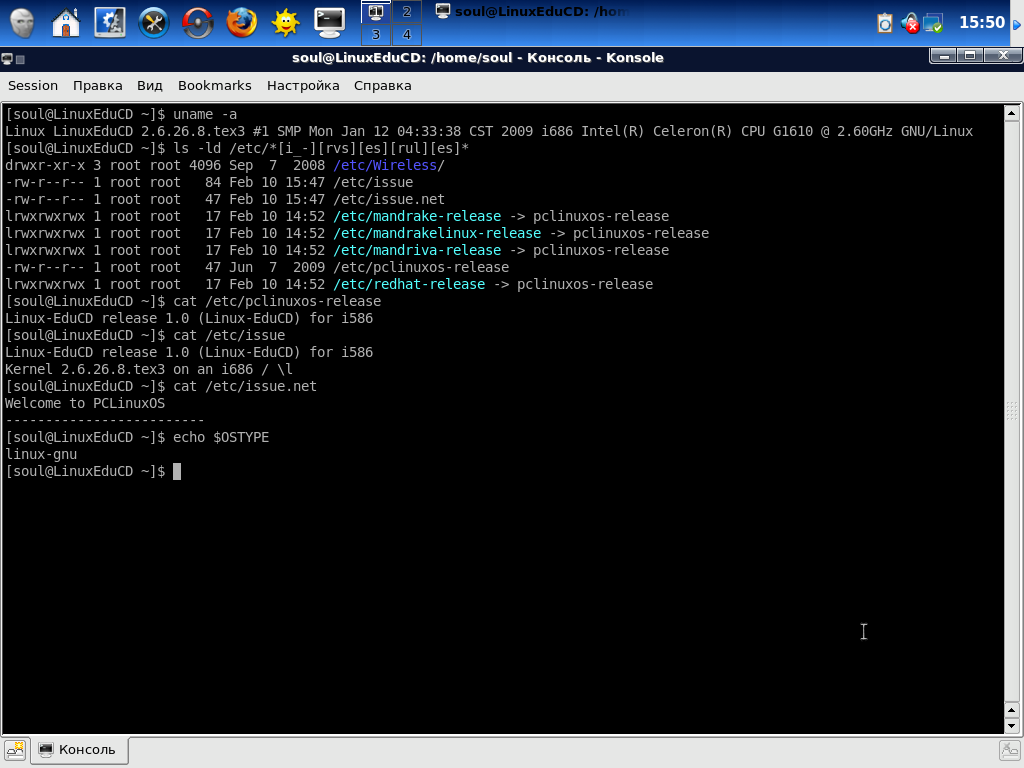 1 2 soul@LinuxEduCD: /hom 15:50
3 4
soul@LinuxEduCD: /home/soul - Консоль - Konsole
Session Правка Вид Bookmarks Настройка Справка
[soul@LinuxEduCD ~]$ uname -a
Linux LinuxEduCD 2.6.26.8.tex3 #1 SMP Mon Jan 12 04:33:38 CST 2009 i686 Intel(R) Celeron(R) CPU G1610 @ 2.60GHz GNU/Linux
[soul@LinuxEduCD ~]$ ls -ld /etc/*[i_-][rvs][es][rul][es]*
drwxr-xr-x 3 root root 4096 Sep  7  2008 /etc/Wireless/
-rw-r--r-- 1 root root   84 Feb 10 15:47 /etc/issue
-rw-r--r-- 1 root root   47 Feb 10 15:47 /etc/issue.net
lrwxrwxrwx 1 root root   17 Feb 10 14:52 /etc/mandrake-release -> pclinuxos-release
lrwxrwxrwx 1 root root   17 Feb 10 14:52 /etc/mandrakelinux-release -> pclinuxos-release
lrwxrwxrwx 1 root root   17 Feb 10 14:52 /etc/mandriva-release -> pclinuxos-release
-rw-r--r-- 1 root root   47 Jun  7  2009 /etc/pclinuxos-release
lrwxrwxrwx 1 root root   17 Feb 10 14:52 /etc/redhat-release -> pclinuxos-release
[soul@LinuxEduCD ~]$ cat /etc/pclinuxos-release
Linux-EduCD release 1.0 (Linux-EduCD) for i586
[soul@LinuxEduCD ~]$ cat /etc/issue
Linux-EduCD release 1.0 (Linux-EduCD) for i586
Kernel 2.6.26.8.tex3 on an i686 / \l
[soul@LinuxEduCD ~]$ cat /etc/issue.net
Welcome to PCLinuxOS
-------------------------
[soul@LinuxEduCD ~]$ echo $OSTYPE
linux-gnu
[soul@LinuxEduCD ~]$
Консоль